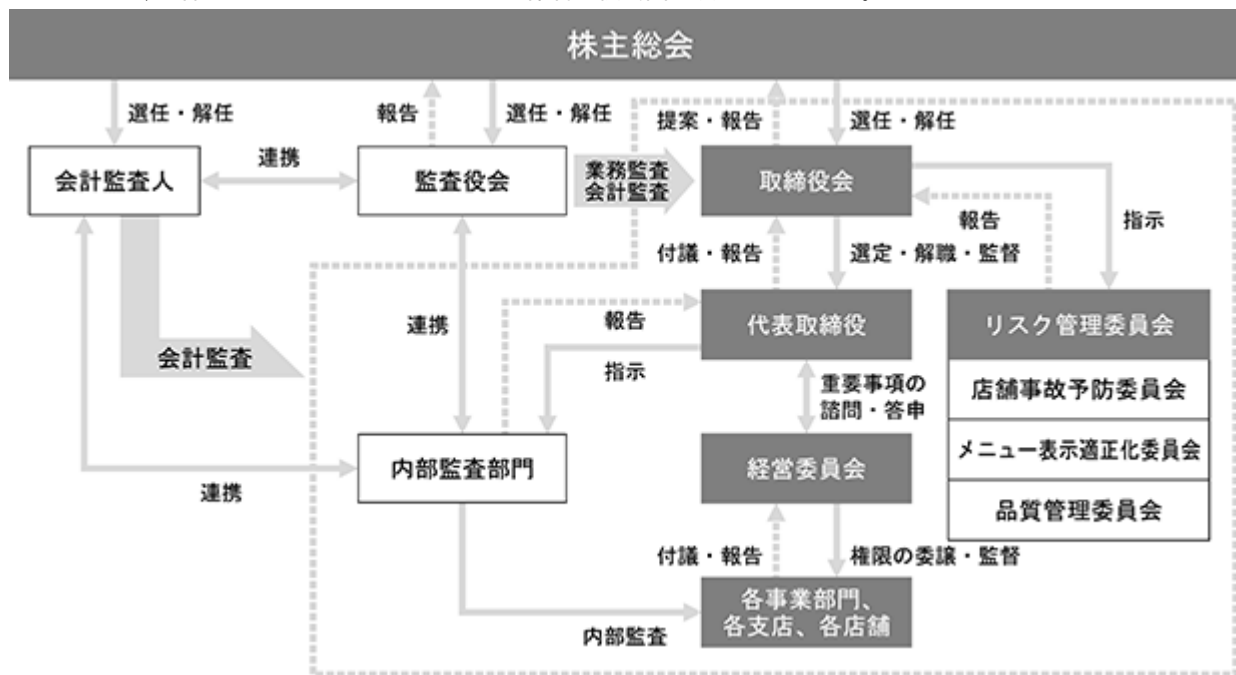 株主総会
選任・解任
報告
選任・解任
提案・報告
選任・解任
会計監査人
連携
監査役会
業務監査
会計監査
取締役会
報告
指示
付議・報告
選定・解職・監督
連携
報告
代表取締役
リスク管理委員会
会計監査
指示
重要事項の
諮問・答申
店舗事故予防委員会
メニュー表示適正化委員会
品質管理委員会
内部監査部門
経営委員会
連携
付議・報告
権限の委譲・監督
内部監査
各事業部門、
各支店、各店舗